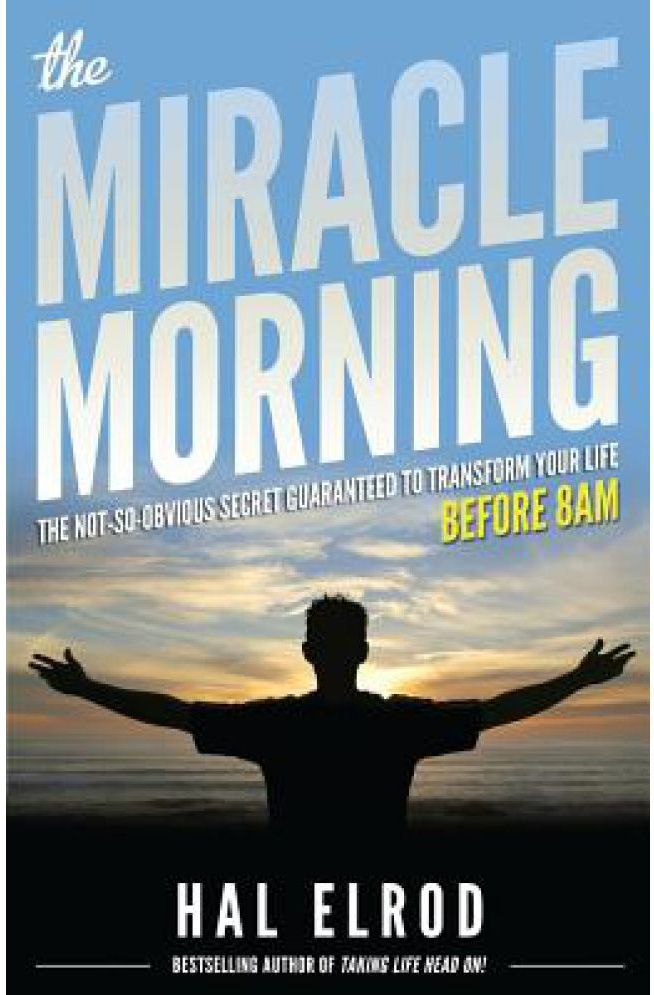 the
MIRACLE
MORNING
THE NOT-SO-OBVIOUS SECRET GUARANTEED TO TRANSFORM YOUR LIFE
BEFORE 8AM
HAL ELROD
BESTSELLING AUTHOR OF TAKING LIFE HEAD ON!